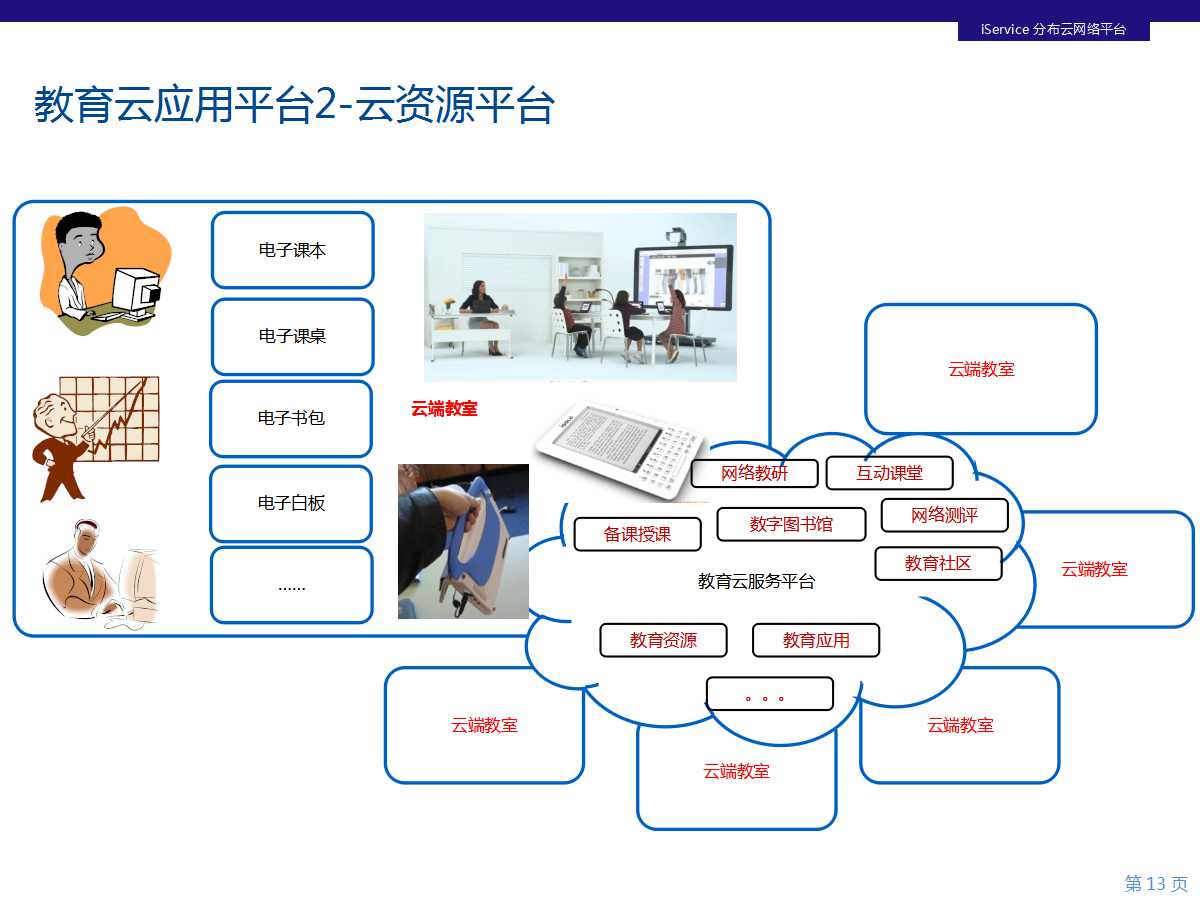 iService 分布云网络平台
教育云应用平台2-云资源平台
电子课本
电子课桌
电子书包
电子白板
......
云端教室
云端教室
网络教研
互动课堂
备课授课
数字图书馆
网络测评
教育社区
教育云服务平台
云端教室
教育资源
教育应用
。。。
云端教室
云端教室
云端教室
第 13 页